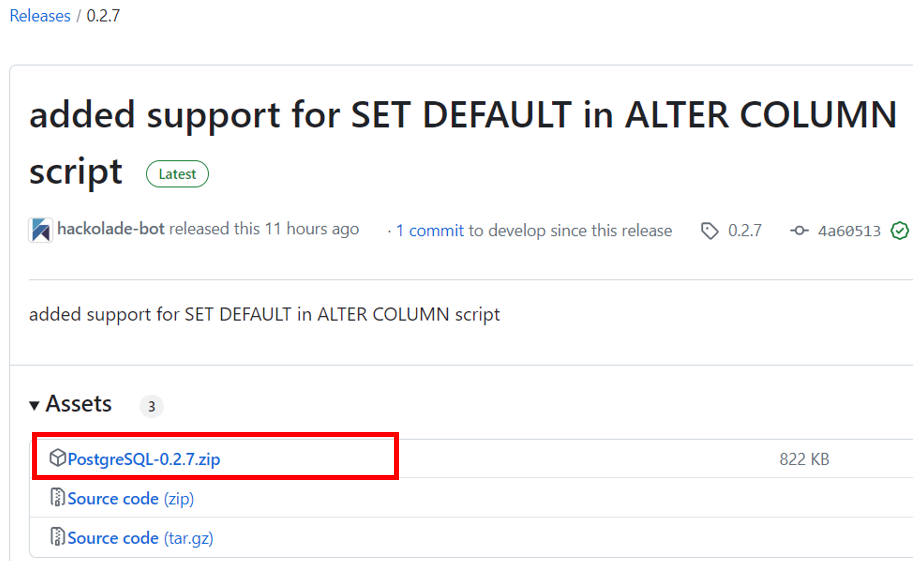 Releases / 0.2.7
added support for SET DEFAULT in ALTER COLUMN
script Latest
hackolade-bot released this 11 hours ago · 1 commit to develop since this release 0.2.7 4a60513
added support for SET DEFAULT in ALTER COLUMN script
Assets 3
PostgreSQL-0.2.7.zip 822 KB
Source code (zip)
Source code (tar.gz)